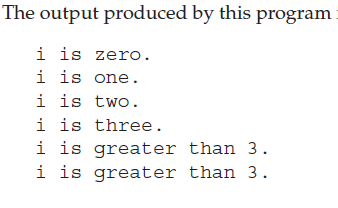 The output produced by this program
i is zero.
i is one.
i is two.
i is three.
i is greater than 3.
i is greater than 3.